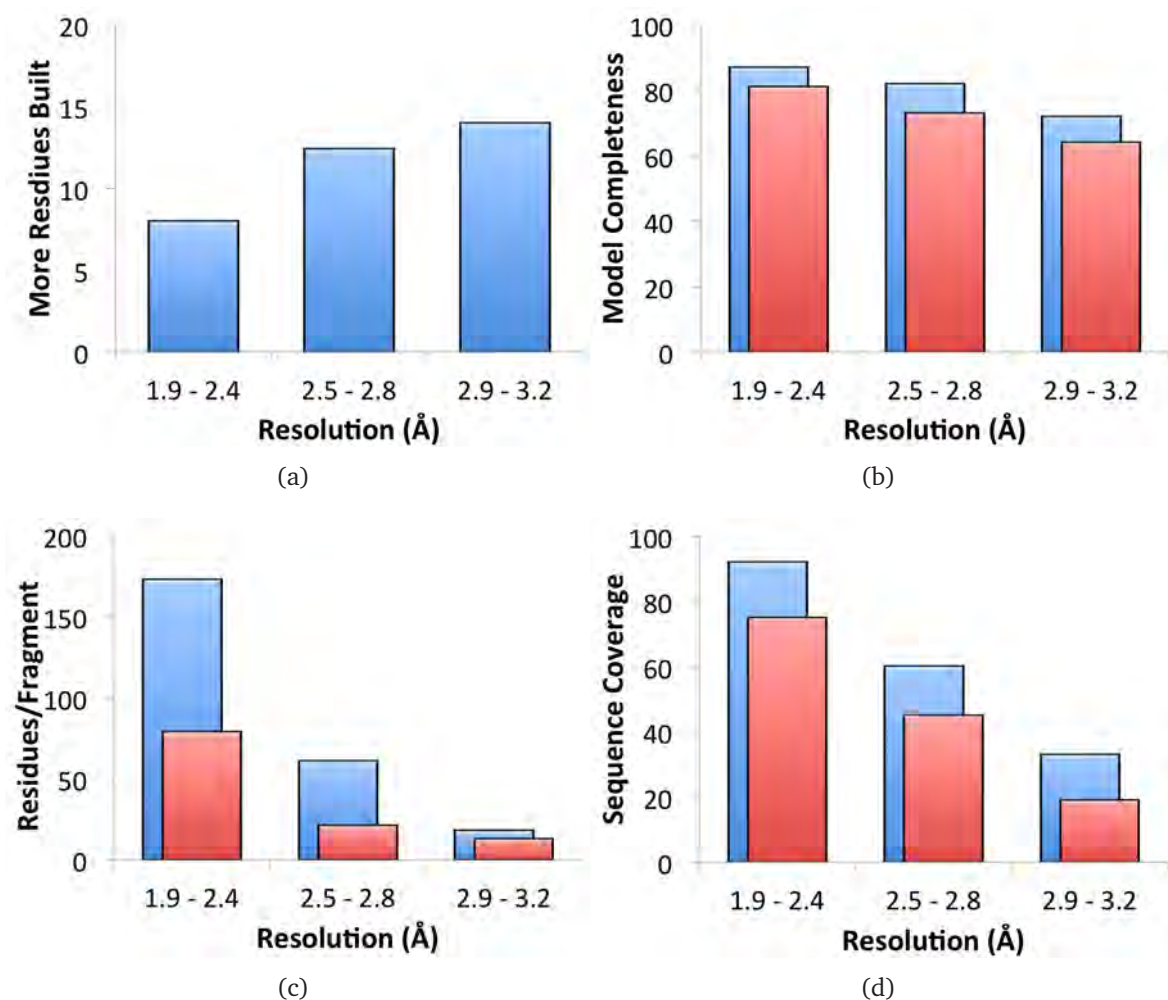 More Resdiues Built
20
15
10
5
0
1.9 - 2.4
2.5 - 2.8
2.9 - 3.2
Resolution (Å)
(a)
Model Completeness
100
80
60
40
20
0
1.9 - 2.4
2.5 - 2.8
2.9 - 3.2
Resolution (Å)
(b)
Residues/Fragment
200
150
100
50
0
1.9 - 2.4
2.5 - 2.8
2.9 - 3.2
Resolution (Å)
(c)
Sequence Coverage
100
80
60
40
20
0
1.9 - 2.4
2.5 - 2.8
2.9 - 3.2
Resolution (Å)
(d)